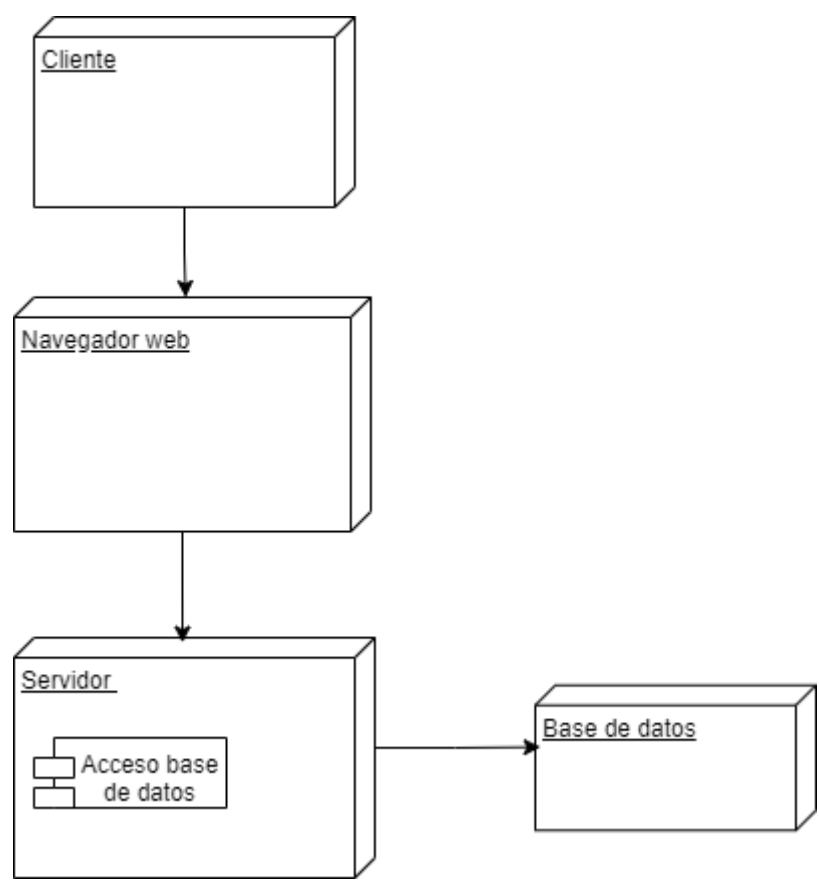 Cliente
Navegador web
Servidor
Acceso base
de datos
Base de datos